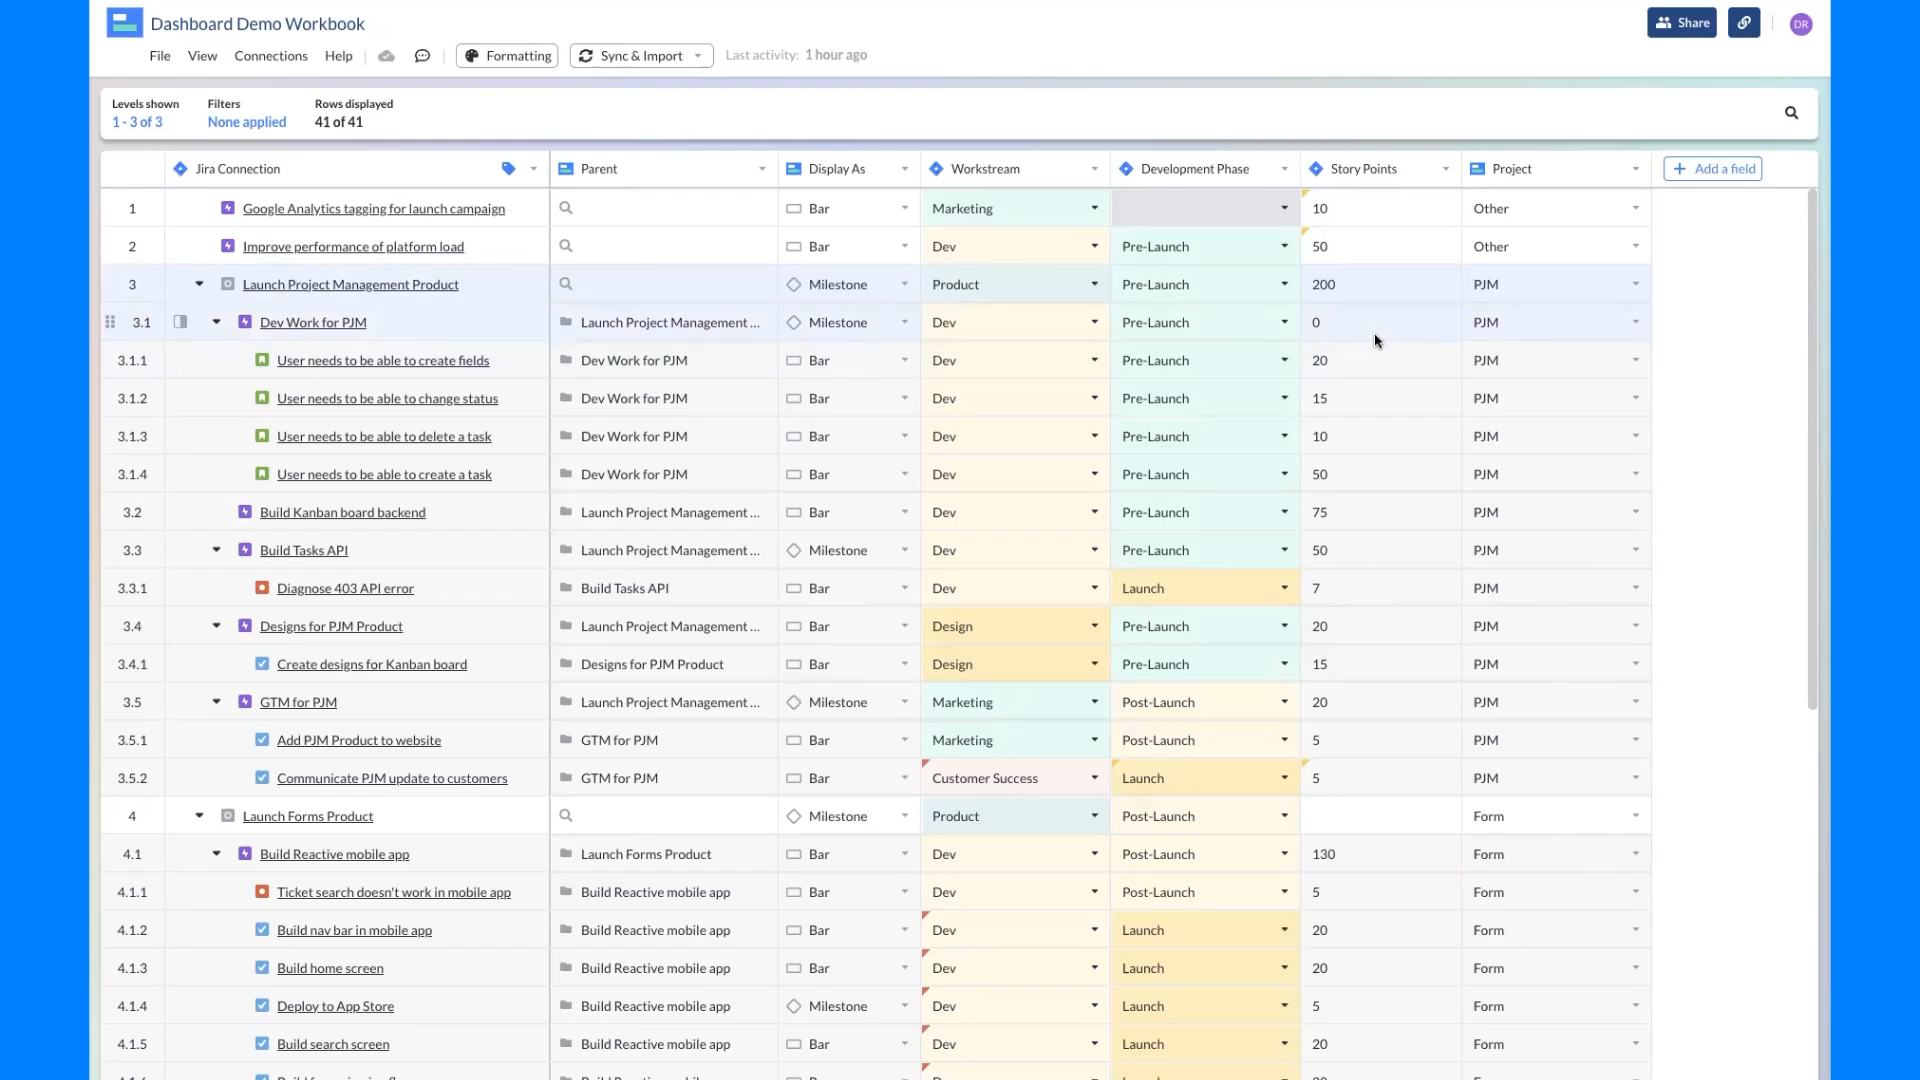 Dashboard Demo Workbook
Share
DR
File View Connections Help Formatting Sync & Import Last activity: 1 hour ago
Levels shown Filters Rows displayed
1 - 3 of 3 None applied 41 of 41
Jira Connection Parent Display As Workstream Development Phase Story Points Project + Add a field
1 Google Analytics tagging for launch campaign Bar Marketing 10 Other
2 Improve performance of platform load Bar Dev Pre-Launch 50 Other
3 Launch Project Management Product Milestone Product Pre-Launch 200 PJM
3.1 Dev Work for PJM Launch Project Management ... Milestone Dev Pre-Launch 0 PJM
3.1.1 User needs to be able to create fields Dev Work for PJM Bar Dev Pre-Launch 20 PJM
3.1.2 User needs to be able to change status Dev Work for PJM Bar Dev Pre-Launch 15 PJM
3.1.3 User needs to be able to delete a task Dev Work for PJM Bar Dev Pre-Launch 10 PJM
3.1.4 User needs to be able to create a task Dev Work for PJM Bar Dev Pre-Launch 50 PJM
3.2 Build Kanban board backend Launch Project Management ... Bar Dev Pre-Launch 75 PJM
3.3 Build Tasks API Launch Project Management ... Milestone Dev Pre-Launch 50 PJM
3.3.1 Diagnose 403 API error Build Tasks API Bar Dev Launch 7 PJM
3.4 Designs for PJM Product Launch Project Management ... Bar Design Pre-Launch 20 PJM
3.4.1 Create designs for Kanban board Designs for PJM Product Bar Design Pre-Launch 15 PJM
3.5 GTM for PJM Launch Project Management ... Milestone Marketing Post-Launch 20 PJM
3.5.1 Add PJM Product to website GTM for PJM Bar Marketing Post-Launch 5 PJM
3.5.2 Communicate PJM update to customers GTM for PJM Bar Customer Success Launch 5 PJM
4 Launch Forms Product Milestone Product Post-Launch Form
4.1 Build Reactive mobile app Launch Forms Product Bar Dev Post-Launch 130 Form
4.1.1 Ticket search doesn't work in mobile app Build Reactive mobile app Bar Dev Post-Launch 5 Form
4.1.2 Build nav bar in mobile app Build Reactive mobile app Bar Dev Launch 20 Form
4.1.3 Build home screen Build Reactive mobile app Bar Dev Launch 20 Form
4.1.4 Deploy to App Store Build Reactive mobile app Milestone Dev Launch 5 Form
4.1.5 Build search screen Build Reactive mobile app Bar Dev Launch 20 Form